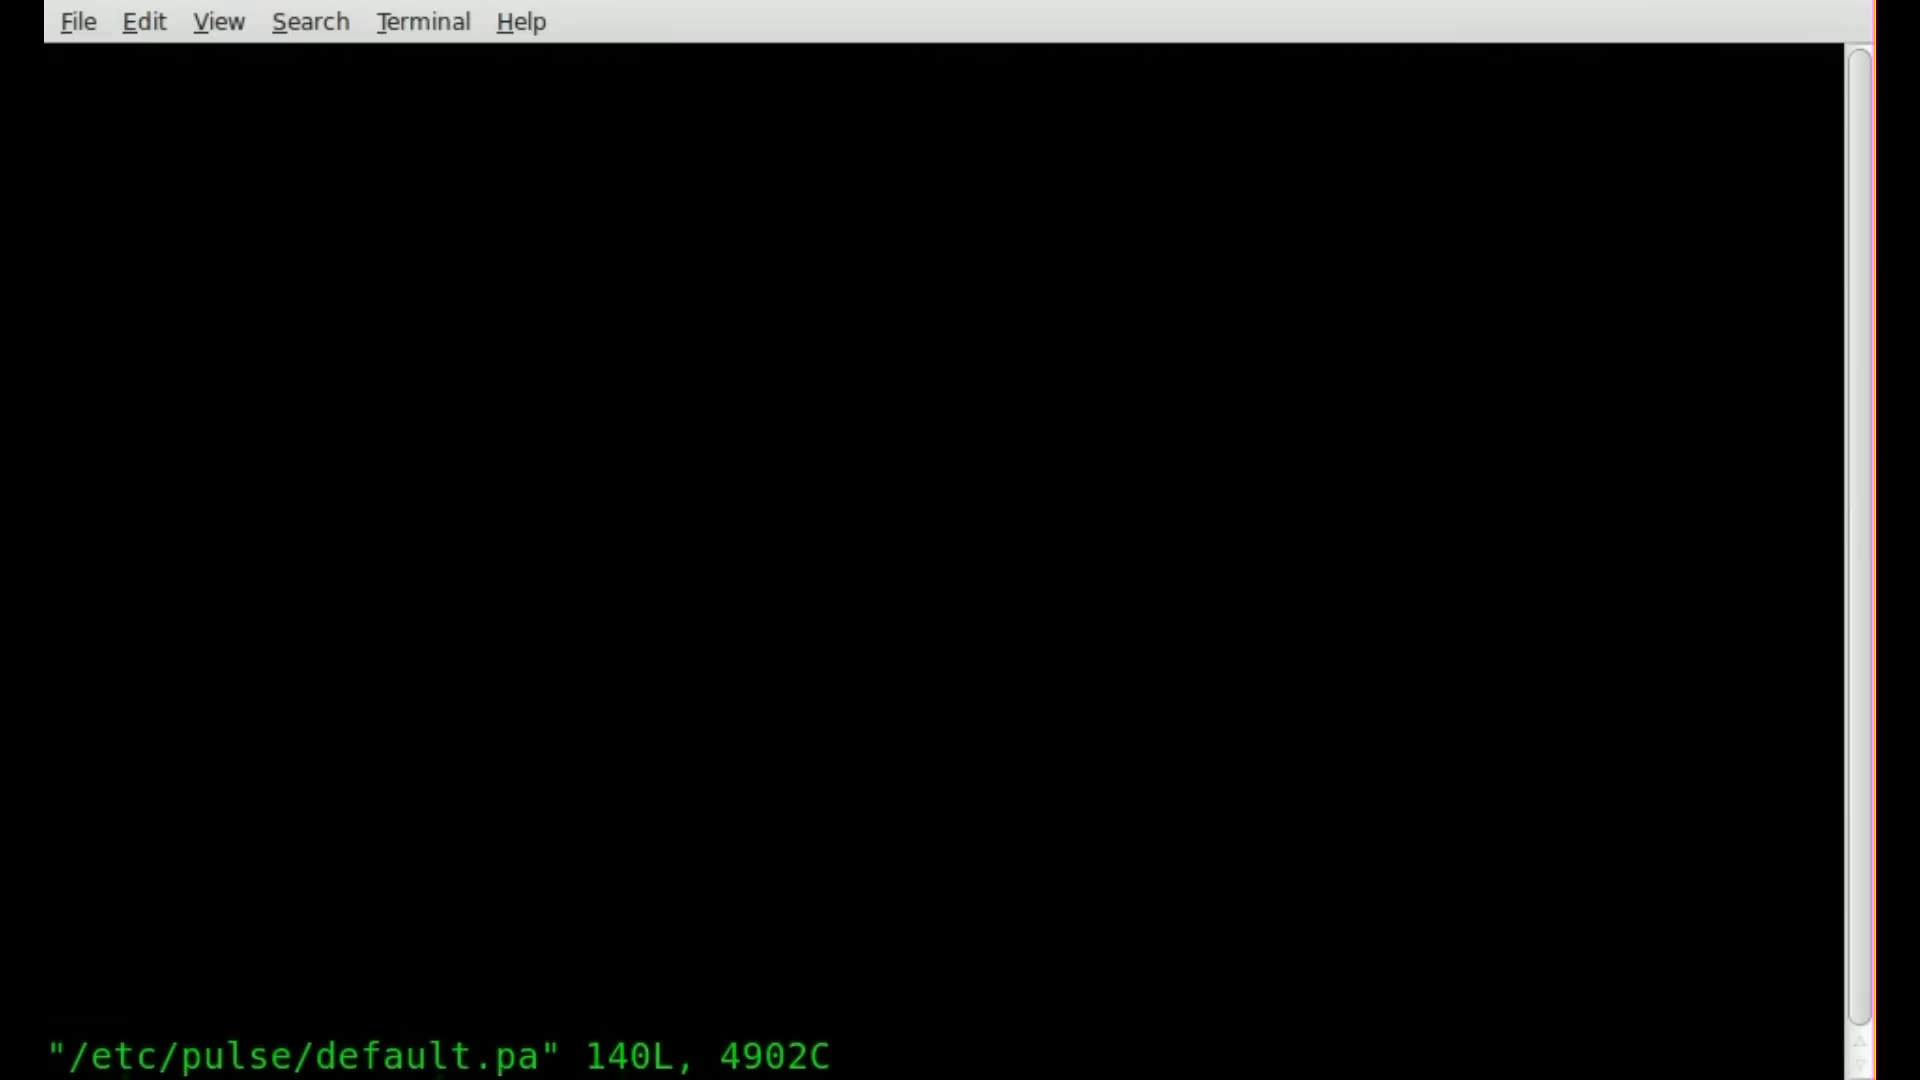 File Edit View Search Terminal Help
"/etc/pulse/default.pa" 140L, 4902C